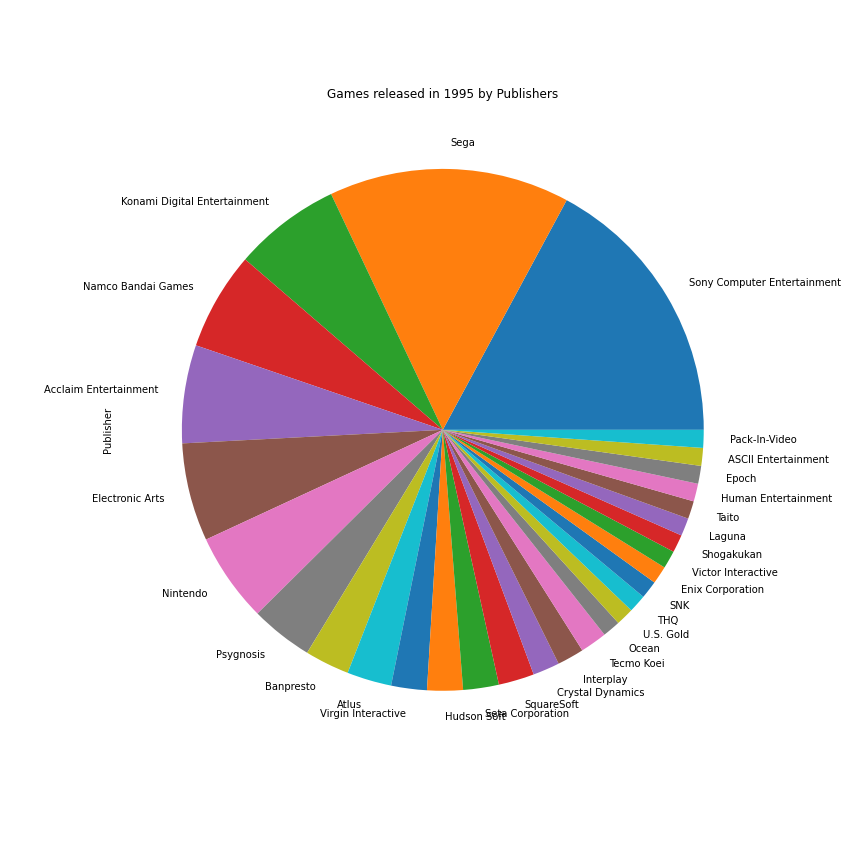 Games released in 1995 by Publishers
Sega
Konami Digital Entertainment
Sony Computer Entertainment
Namco Bandai Games
Acclaim Entertainment
Publisher
Pack-In-Video
ASCII Entertainment
Epoch
Electronic Arts
Human Entertainment
Taito
Laguna
Shogakukan
Victor Interactive
Enix Corporation
Nintendo
SNK
THQ
U.S. Gold
Ocean
Psygnosis
Tecmo Koei
Interplay
Banpresto
Crystal Dynamics
Atlus
SquareSoft
Virgin Interactive
Seta Corporation
Hudson Soft